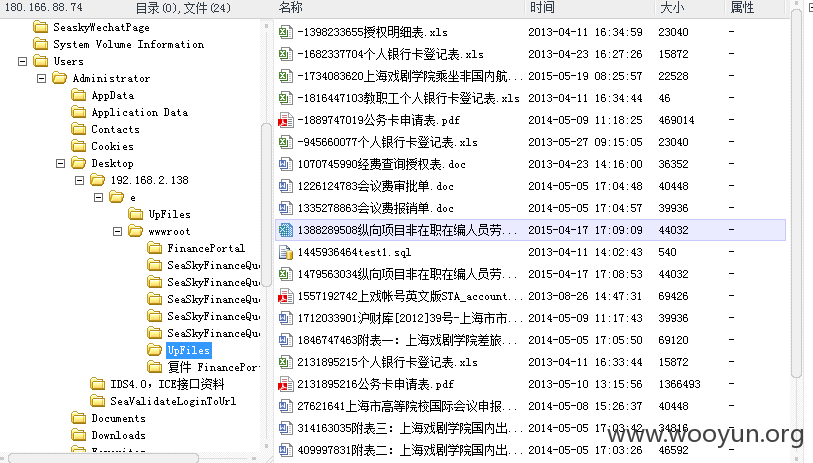 180.166.88.74 目录(0),文件(24) 名称 时间 大小 属性
SeaskyWechatPage
System Volume Information
Users
Administrator
AppData
Application Data
Contacts
Cookies
Desktop
192.168.2.138
e
UpFiles
wwwroot
FinancePortal
SeaSkyFinanceQue
SeaSkyFinanceQue
SeaSkyFinanceQue
SeaSkyFinanceQue
SeaSkyFinanceQue
UpFiles
复件 FinancePor
IDS4.0，ICE接口资料
SeaValidateLoginToUrl
Documents
Downloads
-1398233655授权明细表.xls 2013-04-11 16:34:59 23040 -
-1682337704个人银行卡登记表.xls 2013-04-23 16:27:26 15872 -
-1734083620上海戏剧学院乘坐非国内航... 2015-05-19 08:25:57 22528 -
-1816447103教职工个人银行卡登记表.xls 2013-04-11 16:34:44 46 -
-1889747019公务卡申请表.pdf 2014-05-09 11:18:25 469014 -
-945660077个人银行卡登记表.xls 2013-05-27 09:15:05 23040 -
1070745990经费查询授权表.doc 2013-04-23 14:16:00 36352 -
1226124783会议费审批单.doc 2014-05-05 17:04:48 40448 -
1335278863会议费报销单.doc 2014-05-05 17:04:57 39936 -
1388289508纵向项目非在职在编人员劳... 2015-04-17 17:09:09 44032 -
1445936464test1.sql 2013-04-11 14:02:43 540 -
1479563034纵向项目非在职在编人员劳... 2015-04-17 17:08:53 44032 -
1557192742上戏帐号英文版STA_account... 2013-08-26 14:47:31 69426 -
1712033901沪财库[2012]39号-上海市市... 2014-05-09 11:17:43 39936 -
1846747463附表一：上海戏剧学院差旅... 2014-05-05 17:05:50 69120 -
2131895215个人银行卡登记表.xls 2013-04-11 16:33:44 15872 -
2131895216公务卡申请表.pdf 2013-05-10 13:15:56 1366493 -
27621641上海市高等院校国际会议申报... 2014-05-08 15:26:37 40448 -
314163035附表三：上海戏剧学院国内出... 2014-05-05 17:03:42 34816 -
409997831附表二：上海戏剧学院国内出... 2014-05-05 17:03:26 46592 -
www.wooyun.org